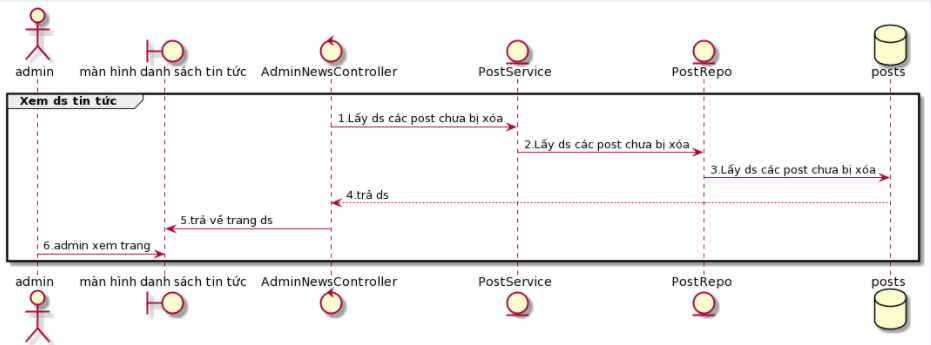 admin
màn hình danh sách tin tức
AdminNewsController
PostService
PostRepo
posts
Xem ds tin tức
1.Lấy ds các post chưa bị xóa
2.Lấy ds các post chưa bị xóa
3.Lấy ds các post chưa bị xóa
4.trả ds
5.trả về trang ds
6.admin xem trang
admin
màn hình danh sách tin tức
AdminNewsController
PostService
PostRepo
posts